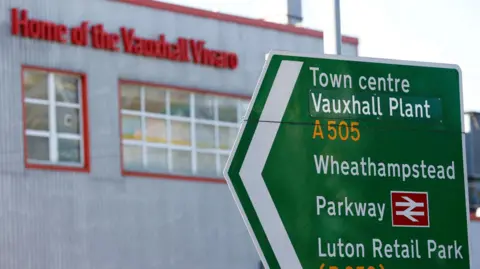 Home of the Vauxhall Vivaro
Town centre
Vauxhall Plant
A505
Wheathampstead
Parkway
Luton Retail Park